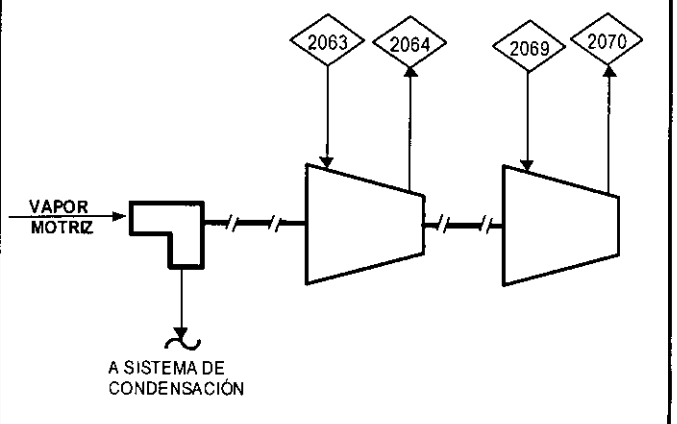 2063
2064
2069
2070
VAPOR
MOTRIZ
A SISTEMA DE
CONDENSACIÓN